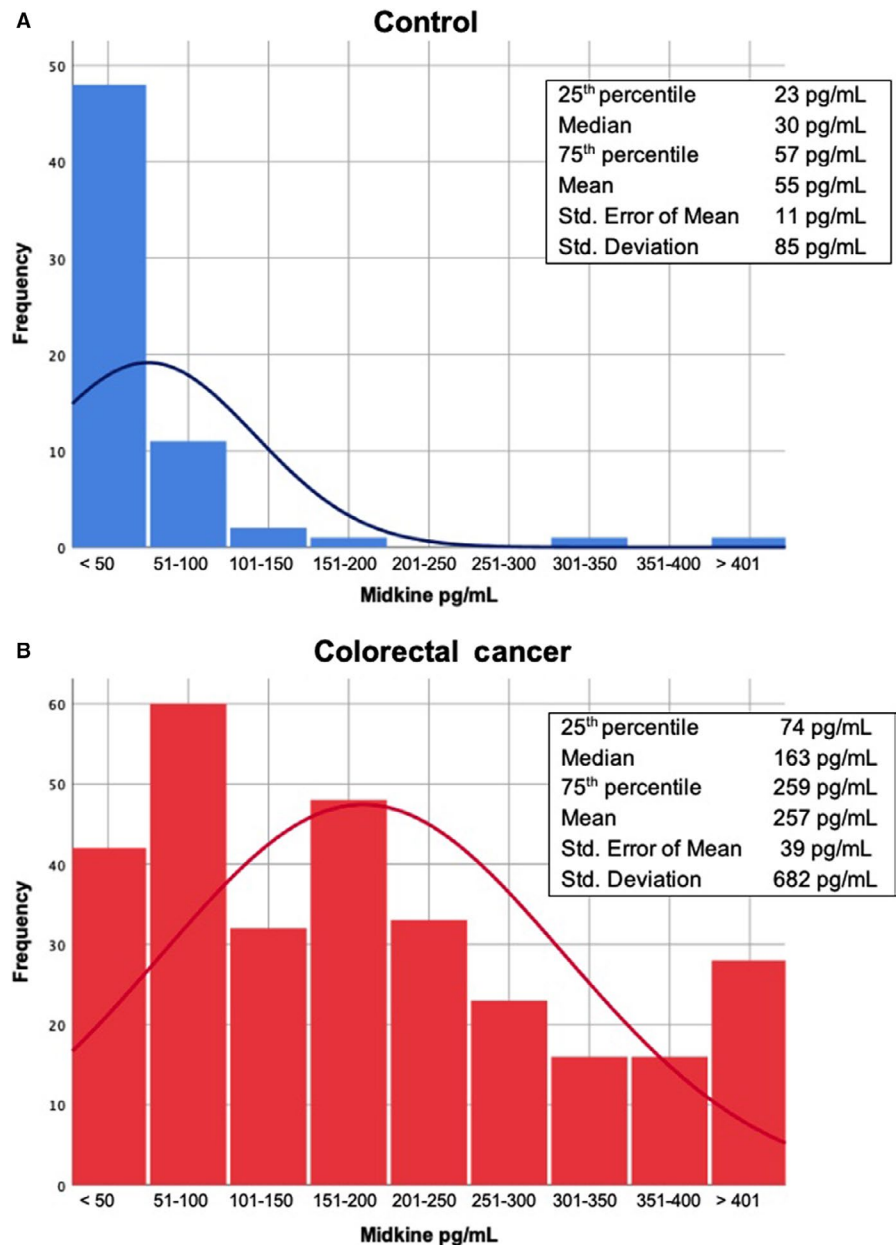 A
Control
50
40
30
20
10
0
Frequency
25th percentile 23 pg/mL
Median 30 pg/mL
75th percentile 57 pg/mL
Mean 55 pg/mL
Std. Error of Mean 11 pg/mL
Std. Deviation 85 pg/mL
< 50 51-100 101-150 151-200 201-250 251-300 301-350 351-400 > 401
Midkine pg/mL
B
Colorectal cancer
60
50
40
30
20
10
0
Frequency
25th percentile 74 pg/mL
Median 163 pg/mL
75th percentile 259 pg/mL
Mean 257 pg/mL
Std. Error of Mean 39 pg/mL
Std. Deviation 682 pg/mL
< 50 51-100 101-150 151-200 201-250 251-300 301-350 351-400 > 401
Midkine pg/mL